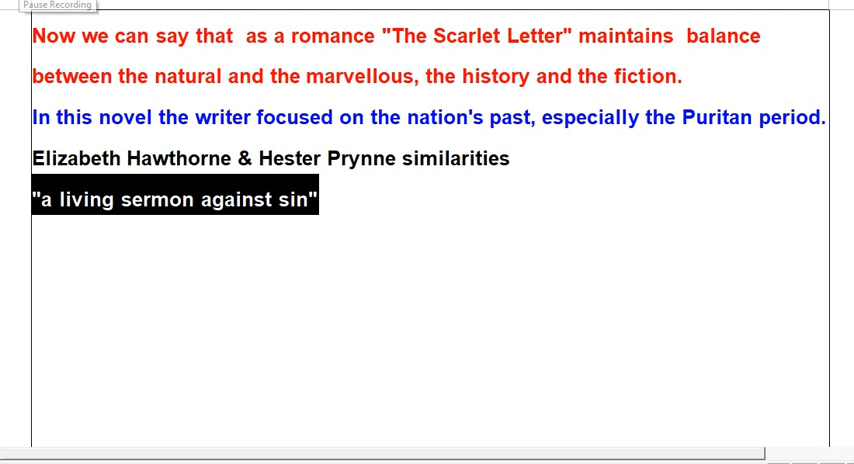 Pause Recording
Now we can say that  as a romance "The Scarlet Letter" maintains  balance
between the natural and the marvellous, the history and the fiction.
In this novel the writer focused on the nation's past, especially the Puritan period.
Elizabeth Hawthorne & Hester Prynne similarities
"a living sermon against sin"